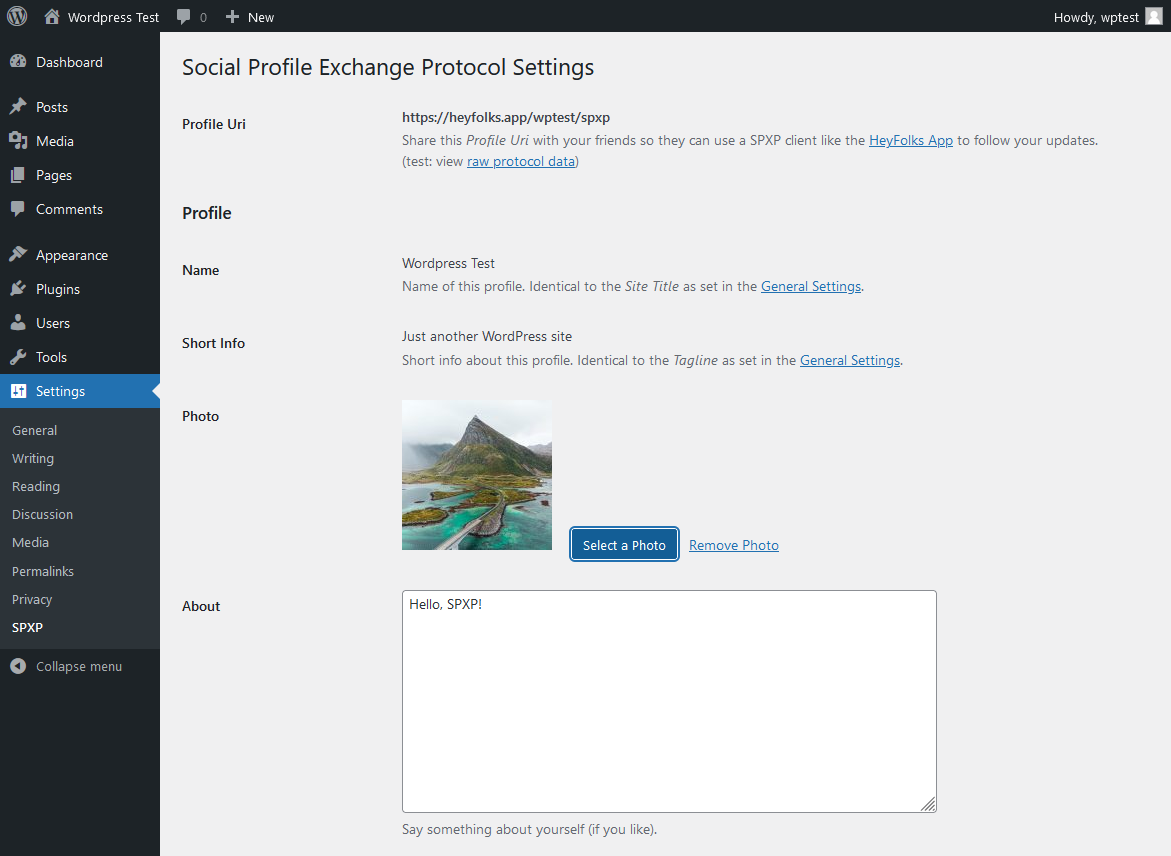 Wordpress Test 0 New Howdy, wptest
Dashboard
Posts
Media
Pages
Comments
Appearance
Plugins
Users
Tools
Settings
General
Writing
Reading
Discussion
Media
Permalinks
Privacy
SPXP
Collapse menu
Social Profile Exchange Protocol Settings
Profile Uri
https://heyfolks.app/wptest/spxp
Share this Profile Uri with your friends so they can use a SPXP client like the HeyFolks App to follow your updates.
(test: view raw protocol data)
Profile
Name
Wordpress Test
Name of this profile. Identical to the Site Title as set in the General Settings.
Short Info
Just another WordPress site
Short info about this profile. Identical to the Tagline as set in the General Settings.
Photo
Select a Photo Remove Photo
About
Hello, SPXP!
Say something about yourself (if you like).